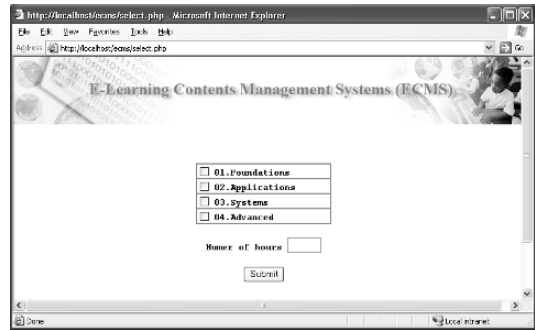 http://localhost/ecms/select.php - Microsoft Internet Explorer
File Edit View Favorites Tools Help
Address http://localhost/ecms/select.php Go
E-Learning Contents Management Systems (ECMS)
01.Foundations
02.Applications
03.Systems
04.Advanced
Numer of hours
Submit
Done Local intranet